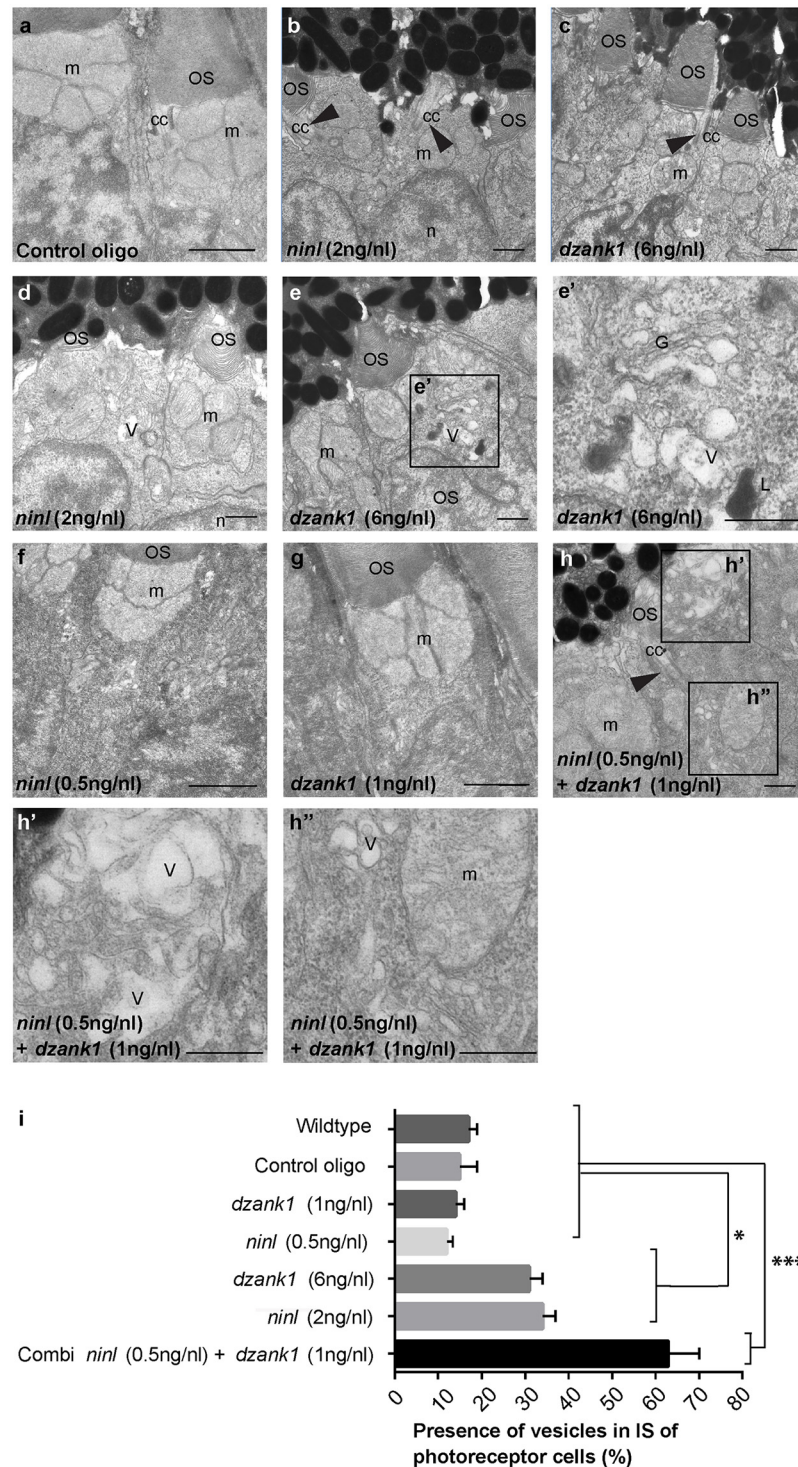 a
m
OS
cc
m
Control oligo
b
OS
cc
cc
OS
m
n
ninl (2ng/nl)
c
OS
OS
cc
m
dzank1 (6ng/nl)
d
OS
OS
V
m
n
ninl (2ng/nl)
e
OS
e'
V
m
OS
dzank1 (6ng/nl)
e'
G
V
L
dzank1 (6ng/nl)
f
OS
m
ninl (0.5ng/nl)
g
OS
m
dzank1 (1ng/nl)
h
h'
OS
cc
h"
m
ninl (0.5ng/nl)
+ dzank1 (1ng/nl)
h'
V
V
ninl (0.5ng/nl)
+ dzank1 (1ng/nl)
h"
V
m
ninl (0.5ng/nl)
+ dzank1 (1ng/nl)
i
Wildtype
Control oligo
dzank1 (1ng/nl)
ninl (0.5ng/nl)
dzank1 (6ng/nl)
ninl (2ng/nl)
Combi ninl (0.5ng/nl) + dzank1 (1ng/nl)
*
***
0 10 20 30 40 50 60 70 80
Presence of vesicles in IS of
photoreceptor cells (%)